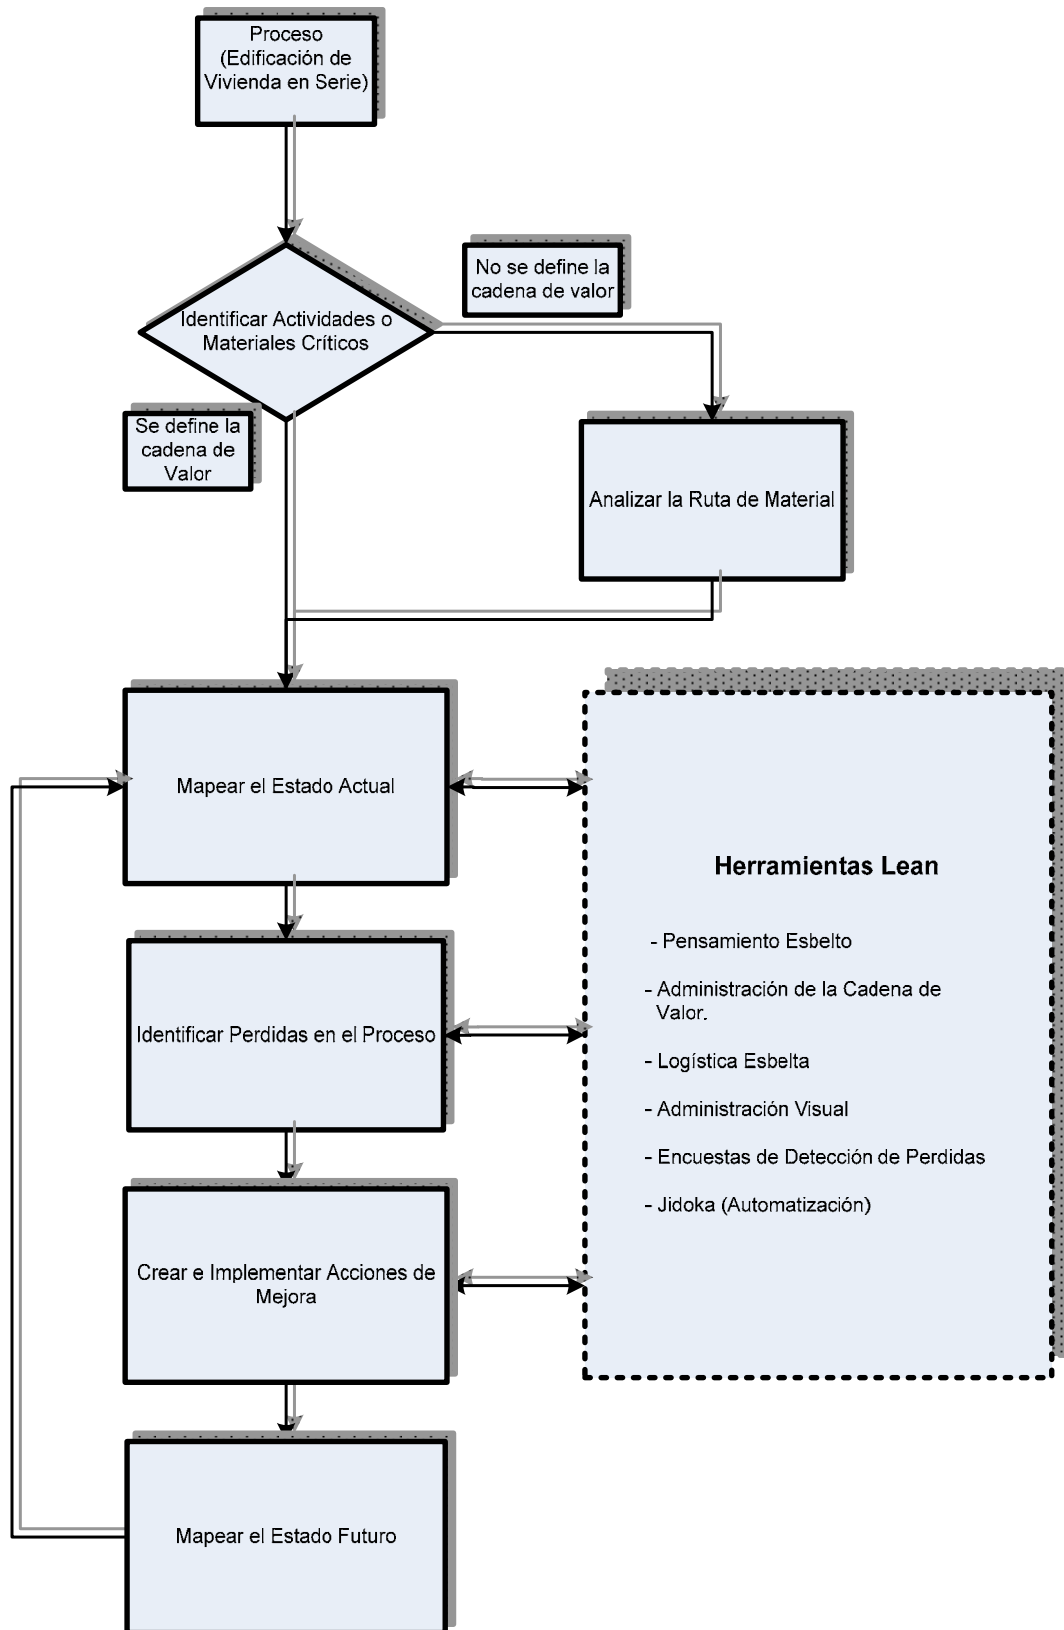 Proceso
(Edificación de
Vivienda en Serie)
No se define la
cadena de valor
Identificar Actividades o
Materiales Críticos
Se define la
cadena de
Valor
Analizar la Ruta de Material
Mapear el Estado Actual
Herramientas Lean
- Pensamiento Esbelto
- Administración de la Cadena de
Valor.
- Logística Esbelta
- Administración Visual
- Encuestas de Detección de Perdidas
- Jidoka (Automatización)
Identificar Perdidas en el Proceso
Crear e Implementar Acciones de
Mejora
Mapear el Estado Futuro